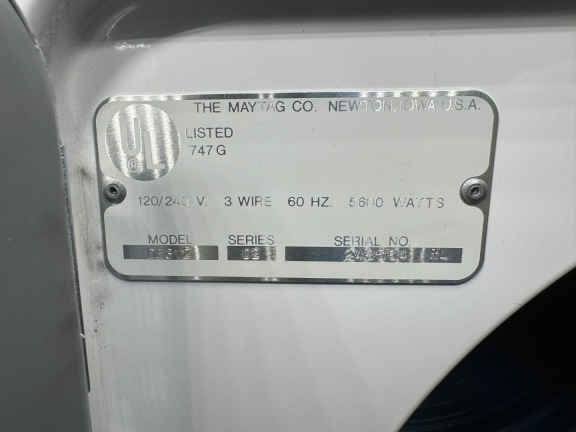 THE MAYTAG CO. NEWTON, IOWA, U.S.A.
UL
LISTED
747G
120/240 V. 3 WIRE 60 HZ. 5600 WATTS
MODEL SERIES SERIAL NO.
02